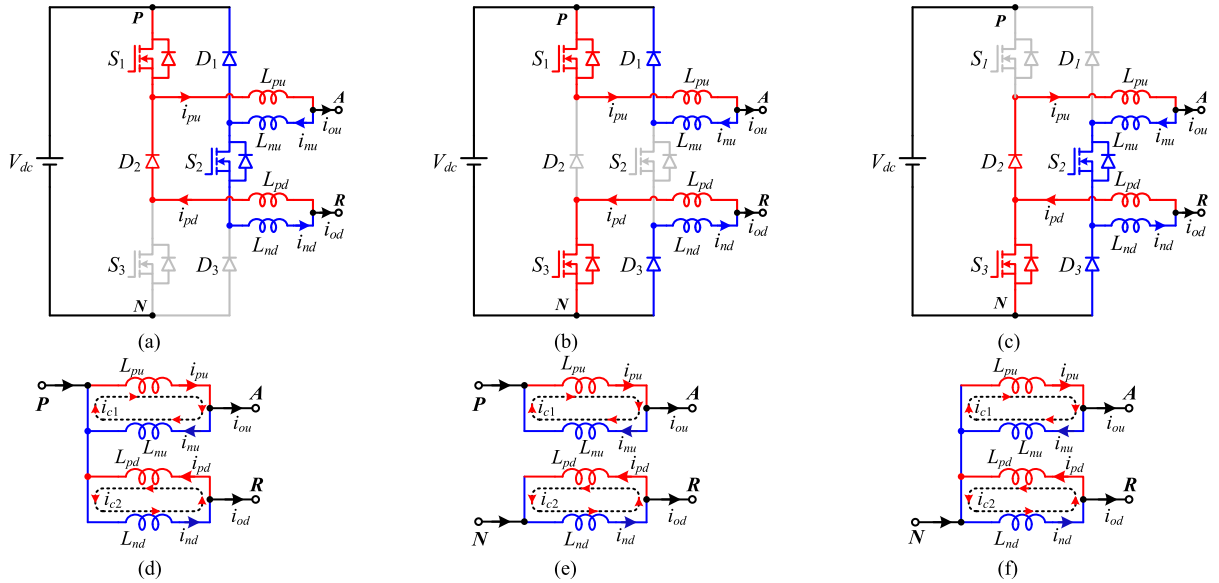 P
S1
D1
Lpu
A
ipu
inu
iou
Lnu
Vdc
D2
S2
Lpd
R
ipd
ind
iod
Lnd
S3
D3
N
(a)
P
S1
D1
Lpu
A
ipu
inu
iou
Lnu
Vdc
D2
S2
Lpd
R
ipd
ind
iod
Lnd
S3
D3
N
(b)
P
S1
D1
Lpu
A
ipu
inu
iou
Lnu
Vdc
D2
S2
Lpd
R
ipd
ind
iod
Lnd
S3
D3
N
(c)
Lpu
ipu
P
ic1
A
iou
Lnu
inu
Lpd
ipd
ic2
R
iod
Lnd
ind
(d)
Lpu
ipu
P
ic1
A
iou
Lnu
inu
Lpd
ipd
ic2
R
iod
N
Lnd
ind
(e)
Lpu
ipu
ic1
A
iou
Lnu
inu
Lpd
ipd
ic2
R
iod
N
Lnd
ind
(f)